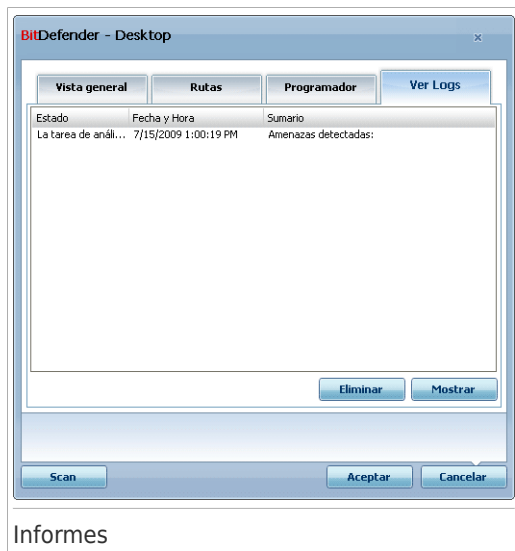 BitDefender - Desktop
Vista general Rutas Programador Ver Logs
Estado Fecha y Hora Sumario
La tarea de análi... 7/15/2009 1:00:19 PM Amenazas detectadas:
Eliminar Mostrar
Scan Aceptar Cancelar
Informes